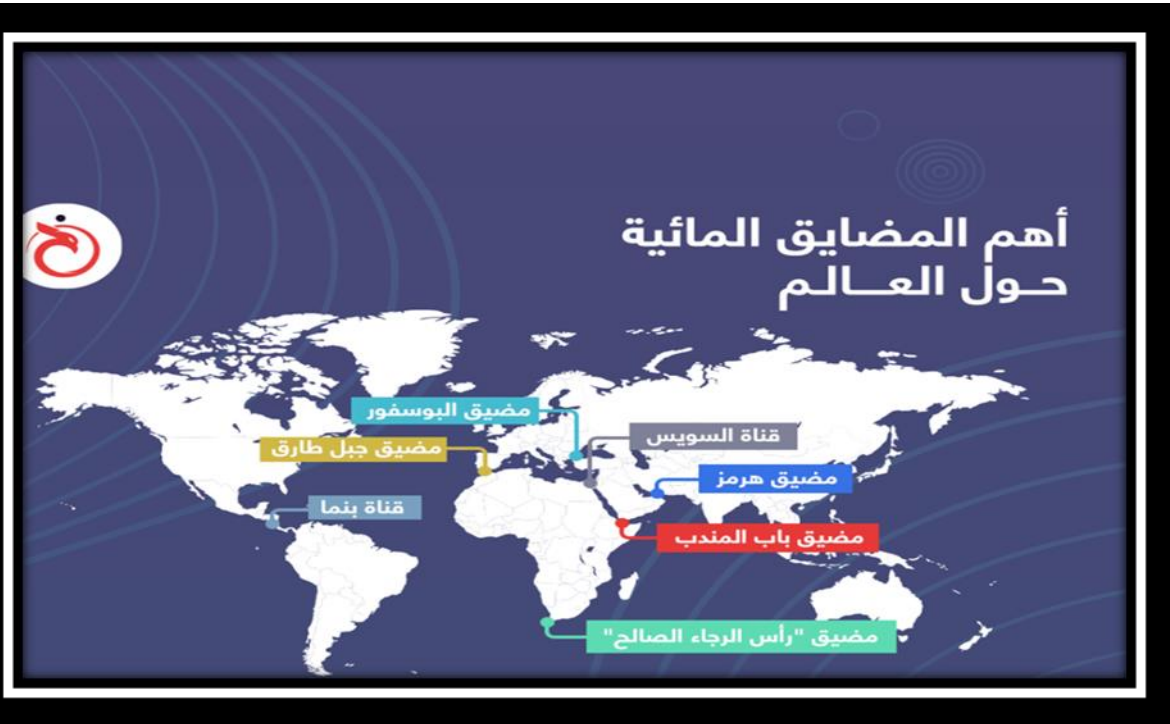 أهم المضايق المائية
حـول العـــالـم
مضيق البوسفور
قناة السويس
مضيق جبل طارق
مضيق هرمز
قناة بنما
مضيق باب المندب
مضيق "رأس الرجاء الصالح"